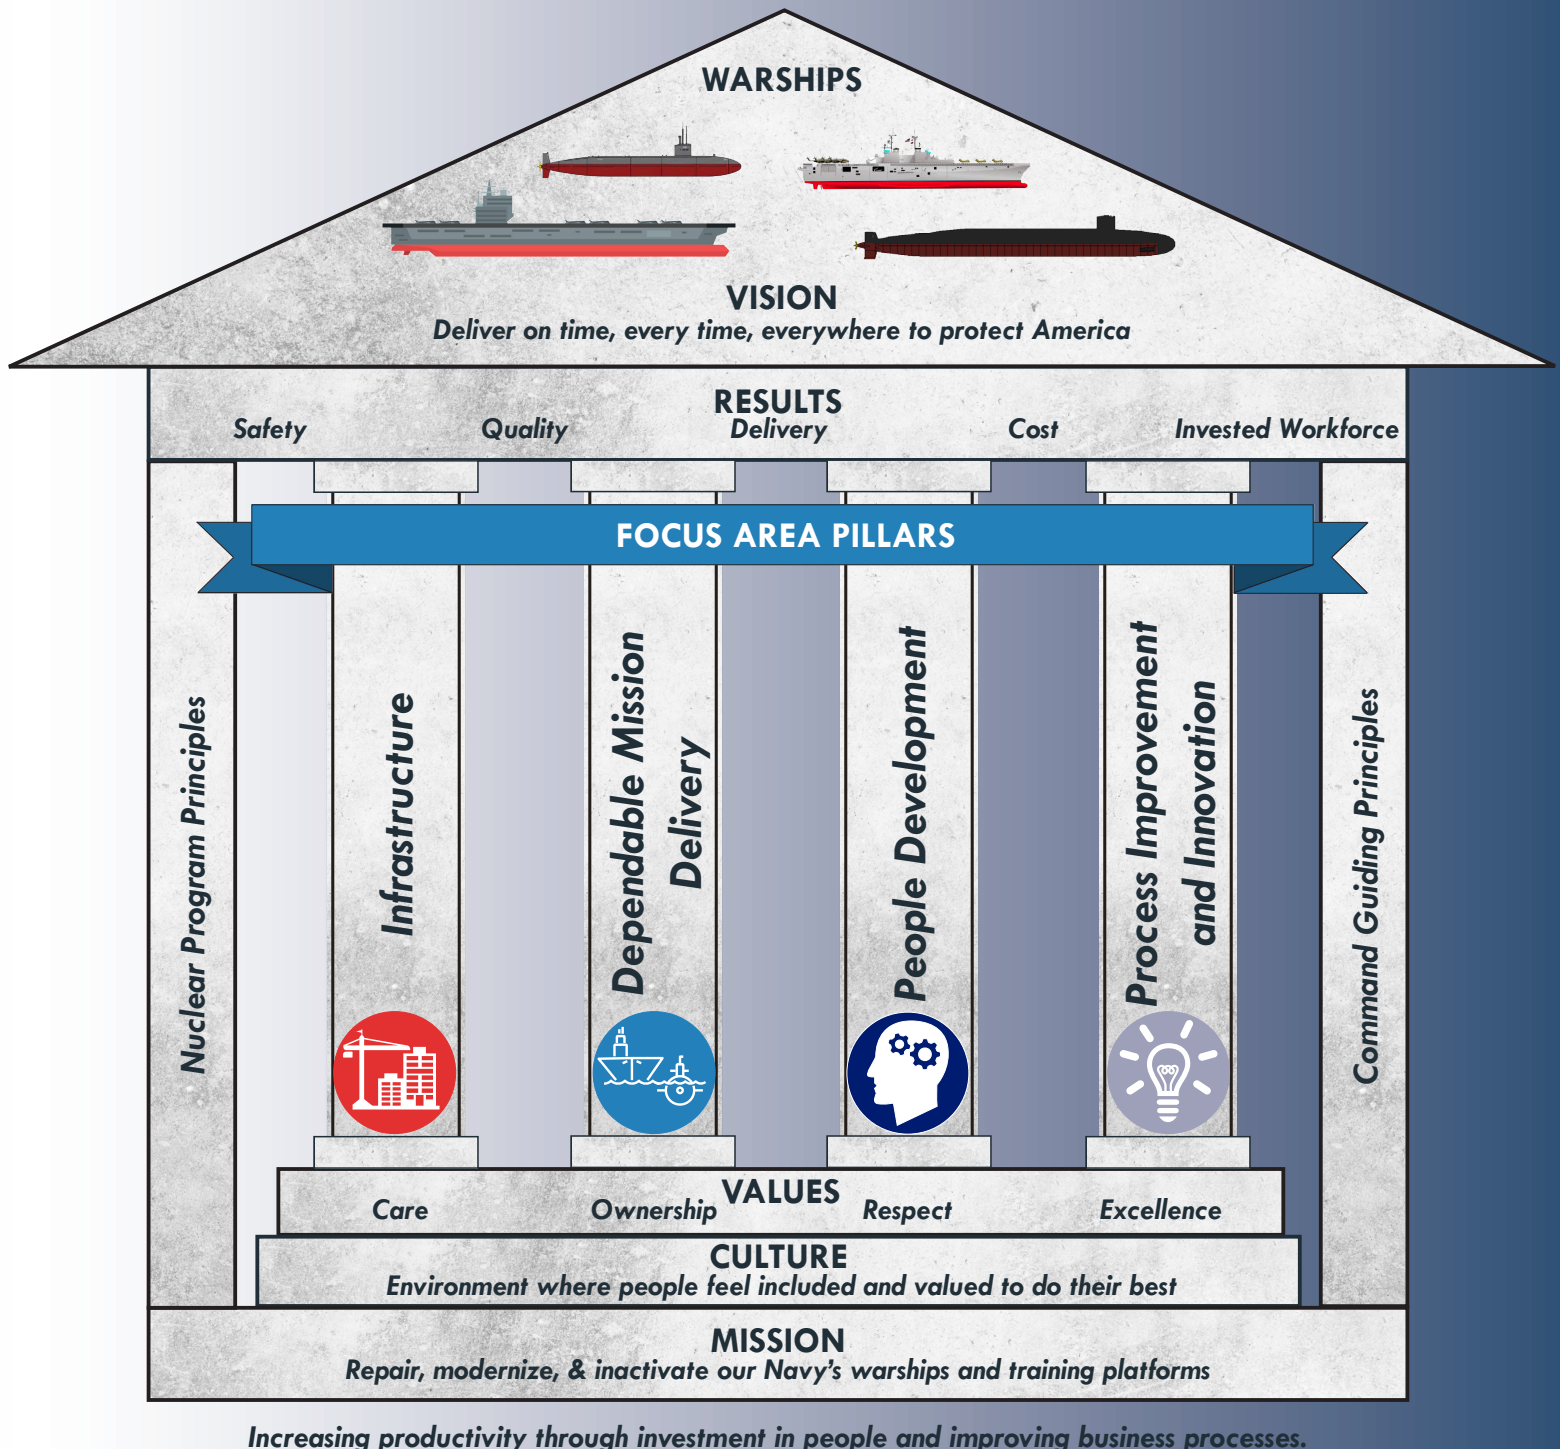 WARSHIPS
VISION
Deliver on time, every time, everywhere to protect America
RESULTS
Safety Quality Delivery Cost Invested Workforce
FOCUS AREA PILLARS
Nuclear Program Principles
Infrastructure
Dependable Mission
Delivery
People Development
Process Improvement
and Innovation
Command Guiding Principles
VALUES
Care Ownership Respect Excellence
CULTURE
Environment where people feel included and valued to do their best
MISSION
Repair, modernize, & inactivate our Navy's warships and training platforms
Increasing productivity through investment in people and improving business processes.